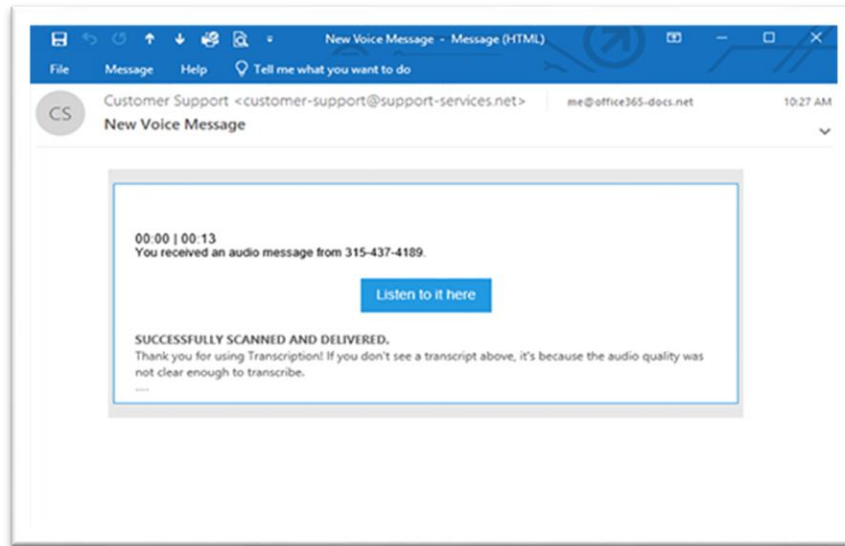 New Voice Message - Message (HTML)
File Message Help Tell me what you want to do
CS
Customer Support <customer-support@support-services.net> me@office365-docs.net 10:27 AM
New Voice Message
00:00 | 00:13
You received an audio message from 315-437-4189.
Listen to it here
SUCCESSFULLY SCANNED AND DELIVERED.
Thank you for using Transcription! If you don't see a transcript above, it's because the audio quality was
not clear enough to transcribe.
....